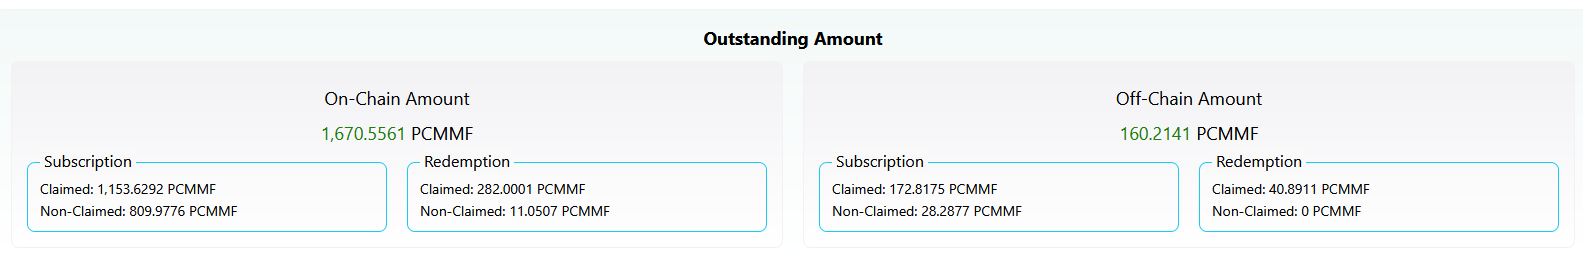 Outstanding Amount
On-Chain Amount
1,670.5561 PCMMF
Subscription
Claimed: 1,153.6292 PCMMF
Non-Claimed: 809.9776 PCMMF
Redemption
Claimed: 282.0001 PCMMF
Non-Claimed: 11.0507 PCMMF
Off-Chain Amount
160.2141 PCMMF
Subscription
Claimed: 172.8175 PCMMF
Non-Claimed: 28.2877 PCMMF
Redemption
Claimed: 40.8911 PCMMF
Non-Claimed: 0 PCMMF